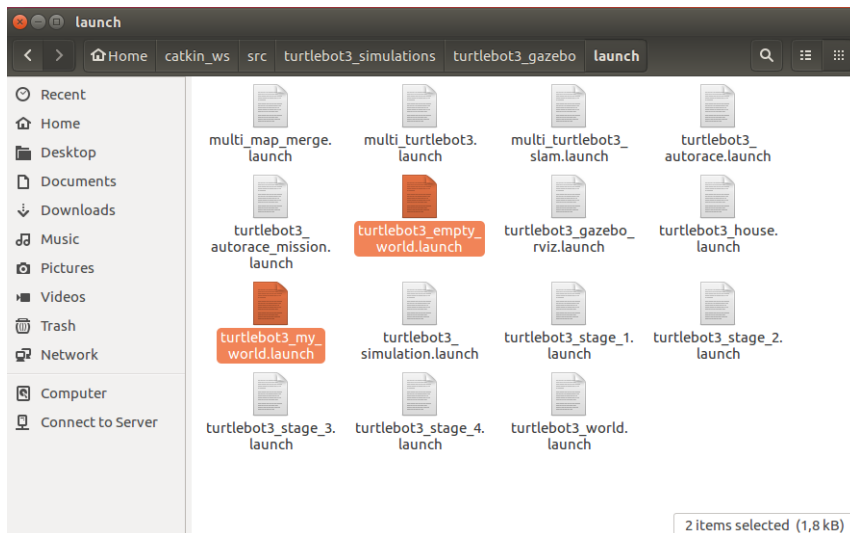 launch
Home catkin_ws src turtlebot3_simulations turtlebot3_gazebo launch
Recent
Home
Desktop
Documents
Downloads
Music
Pictures
Videos
Trash
Network
Computer
Connect to Server
multi_map_merge.
launch
multi_turtlebot3.
launch
multi_turtlebot3_
slam.launch
turtlebot3_
autorace.launch
turtlebot3_
autorace_mission.
launch
turtlebot3_empty_
world.launch
turtlebot3_gazebo_
rviz.launch
turtlebot3_house.
launch
turtlebot3_my_
world.launch
turtlebot3_
simulation.launch
turtlebot3_stage_1.
launch
turtlebot3_stage_2.
launch
turtlebot3_stage_3.
launch
turtlebot3_stage_4.
launch
turtlebot3_world.
launch
2 items selected (1,8 kB)